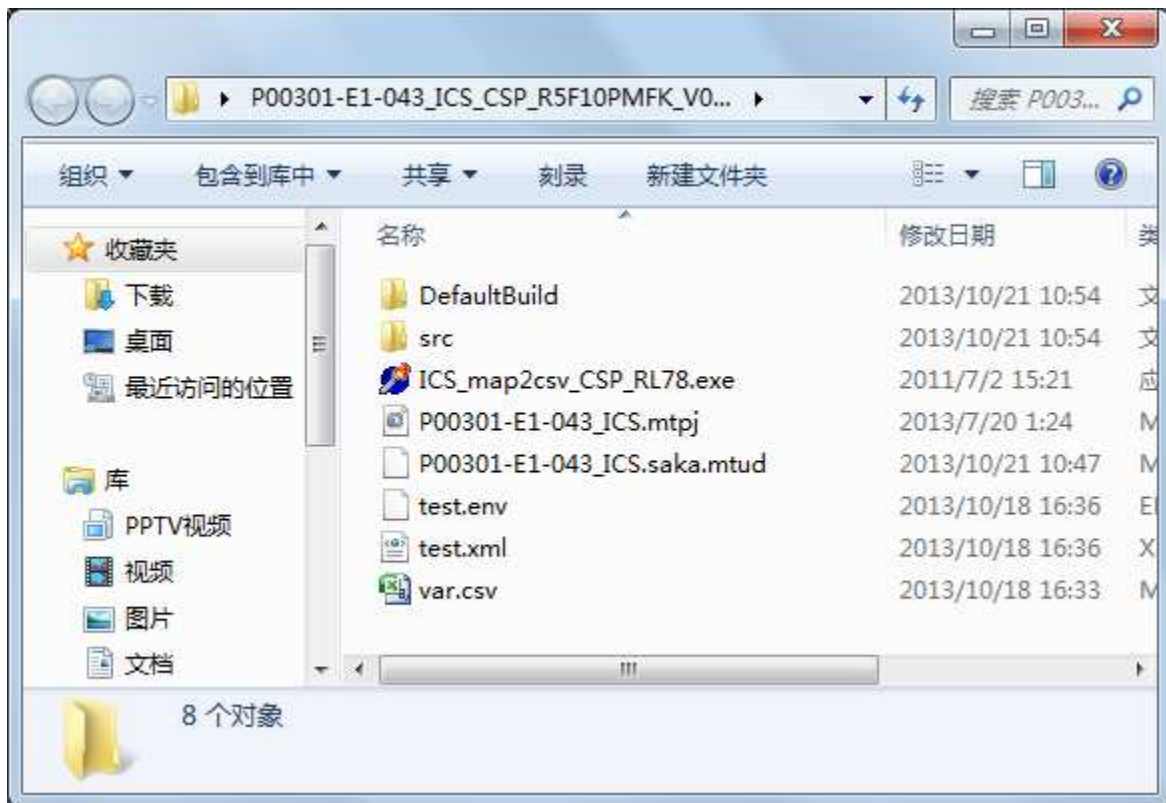 P00301-E1-043_ICS_CSP_R5F10PMFK_V0...
搜索 P003...
组织 包含到库中 共享 刻录 新建文件夹
收藏夹
下载
桌面
最近访问的位置
库
PPTV视频
视频
图片
文档
名称 修改日期 类
DefaultBuild 2013/10/21 10:54 文
src 2013/10/21 10:54 文
ICS_map2csv_CSP_RL78.exe 2011/7/2 15:21 应
P00301-E1-043_ICS.mtpj 2013/7/20 1:24 M
P00301-E1-043_ICS.saka.mtud 2013/10/21 10:47 M
test.env 2013/10/18 16:36 EI
test.xml 2013/10/18 16:36 X
var.csv 2013/10/18 16:33 M
8 个对象